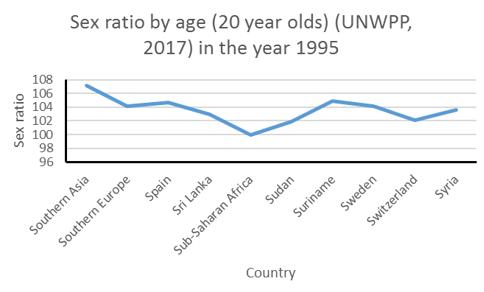 Sex ratio by age (20 year olds) (UNWPP,
2017) in the year 1995
108
106
104
102
100
98
96
Sex ratio
Southern Asia
Southern Europe
Spain
Sri Lanka
Sub-Saharan Africa
Sudan
Suriname
Sweden
Switzerland
Syria
Country